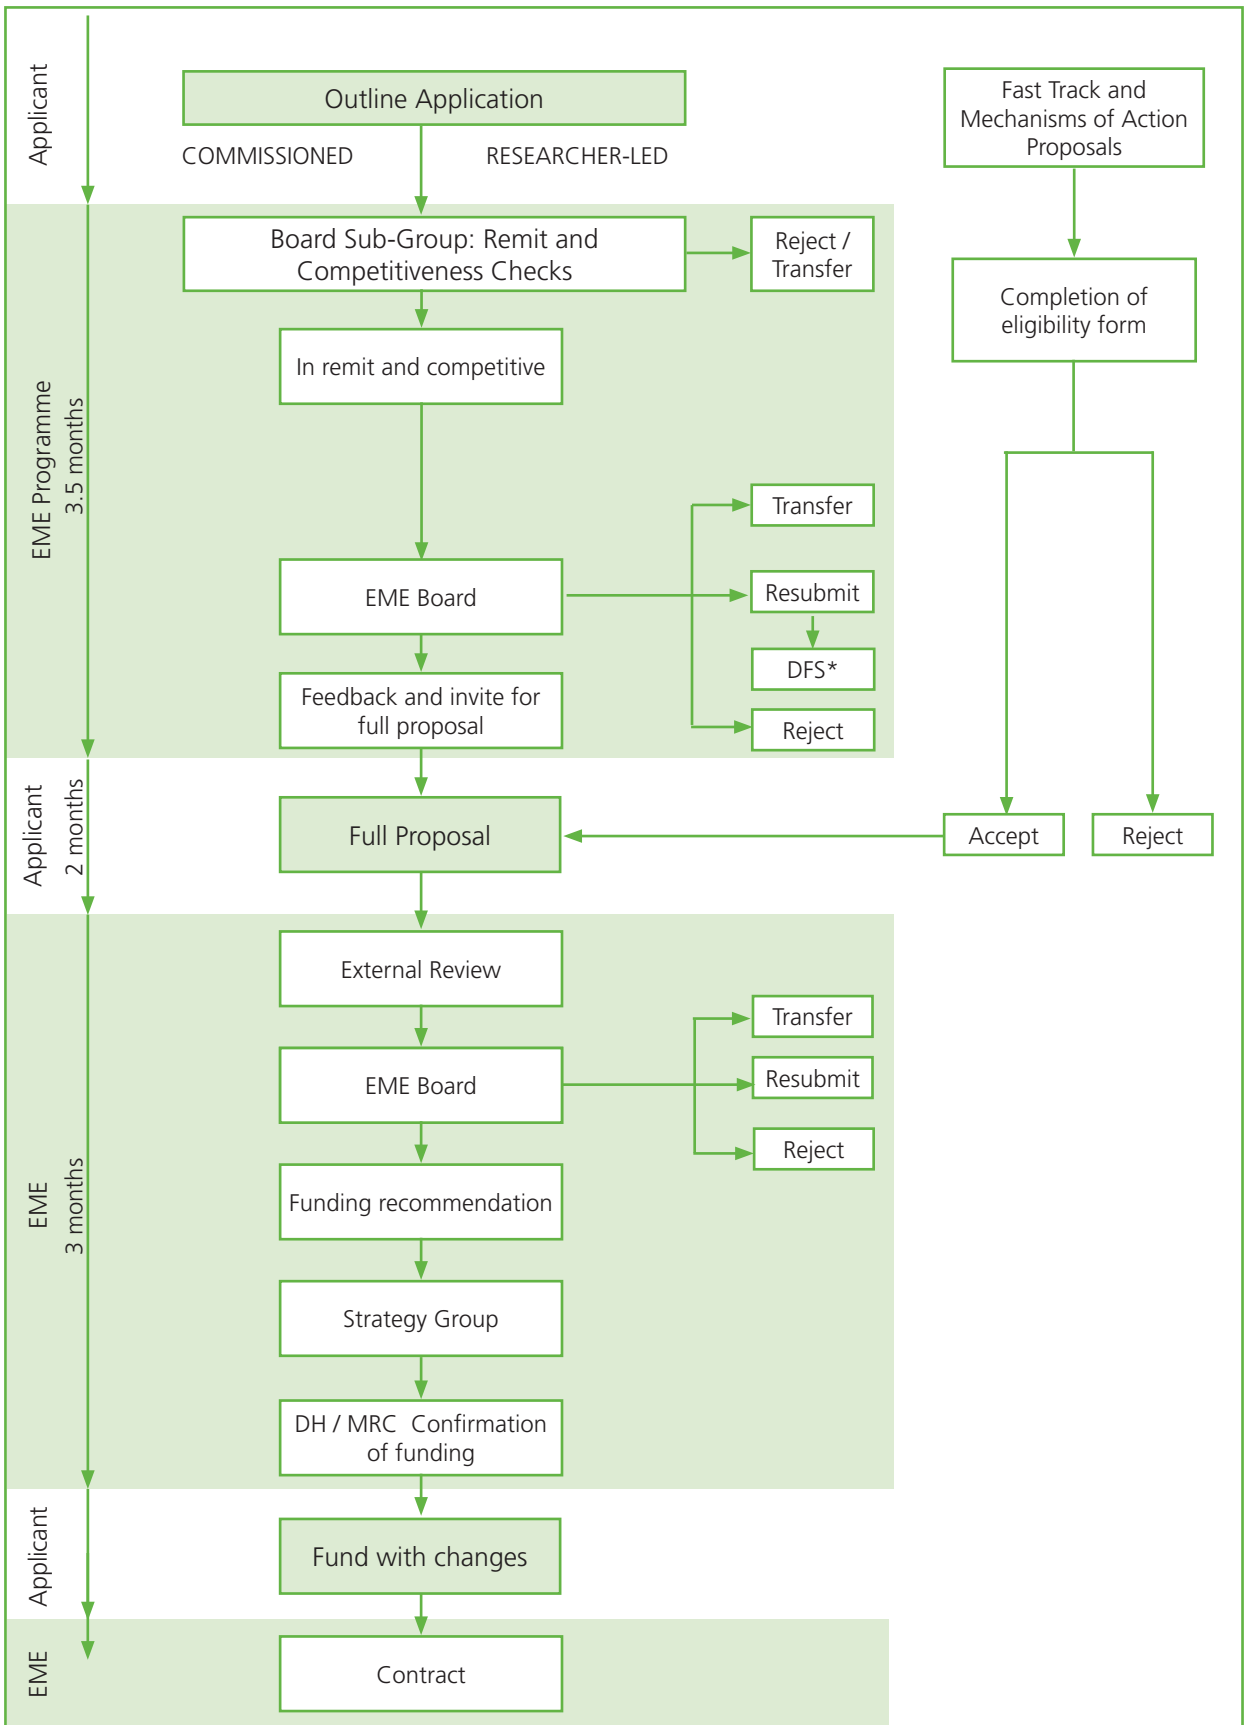 Applicant
Outline Application
COMMISSIONED
RESEARCHER-LED
Fast Track and
Mechanisms of Action
Proposals
EME Programme
3.5 months
Board Sub-Group: Remit and
Competitiveness Checks
Reject /
Transfer
Completion of
eligibility form
In remit and competitive
Transfer
EME Board
Resubmit
DFS*
Feedback and invite for
full proposal
Reject
Applicant
2 months
Full Proposal
Accept
Reject
EME
3 months
External Review
Transfer
EME Board
Resubmit
Reject
Funding recommendation
Strategy Group
DH / MRC Confirmation
of funding
Applicant
Fund with changes
EME
Contract